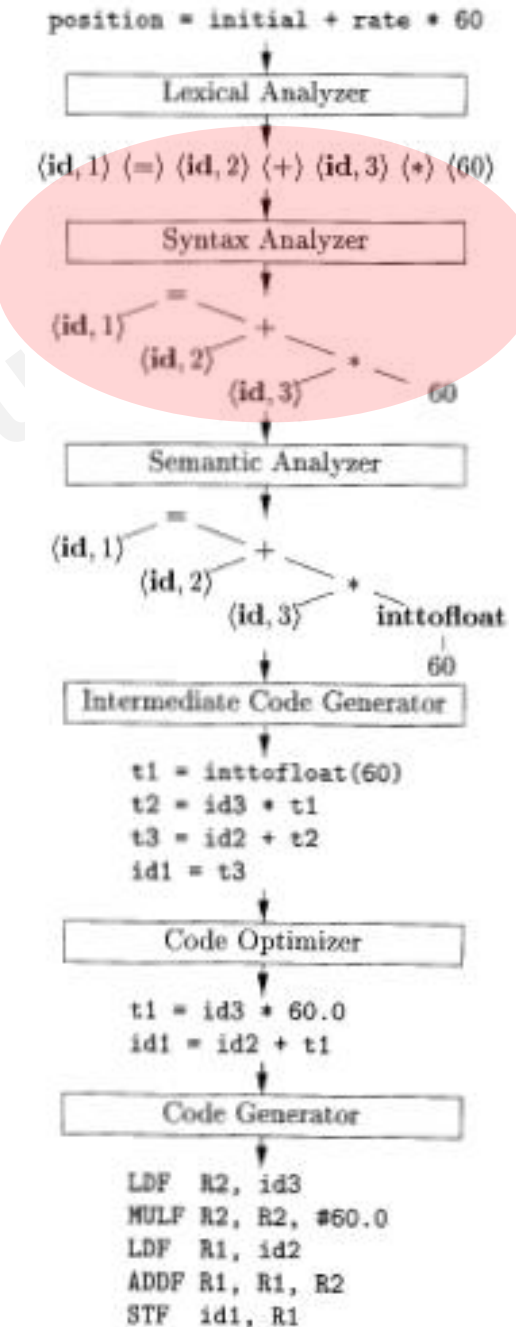 position = initial + rate * 60
Lexical Analyzer
⟨id, 1⟩ ⟨=⟩ ⟨id, 2⟩ ⟨+⟩ ⟨id, 3⟩ ⟨*⟩ ⟨60⟩
Syntax Analyzer
=
⟨id, 1⟩ +
⟨id, 2⟩ *
⟨id, 3⟩ 60
Semantic Analyzer
=
⟨id, 1⟩ +
⟨id, 2⟩ *
⟨id, 3⟩ inttofloat
60
Intermediate Code Generator
t1 = inttofloat(60)
t2 = id3 * t1
t3 = id2 + t2
id1 = t3
Code Optimizer
t1 = id3 * 60.0
id1 = id2 + t1
Code Generator
LDF R2, id3
MULF R2, R2, #60.0
LDF R1, id2
ADDF R1, R1, R2
STF id1, R1